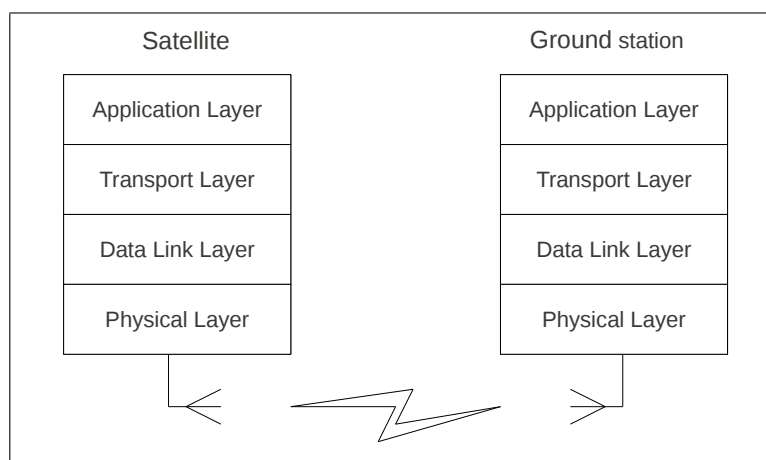 Satellite
Ground station
Application Layer
Application Layer
Transport Layer
Transport Layer
Data Link Layer
Data Link Layer
Physical Layer
Physical Layer